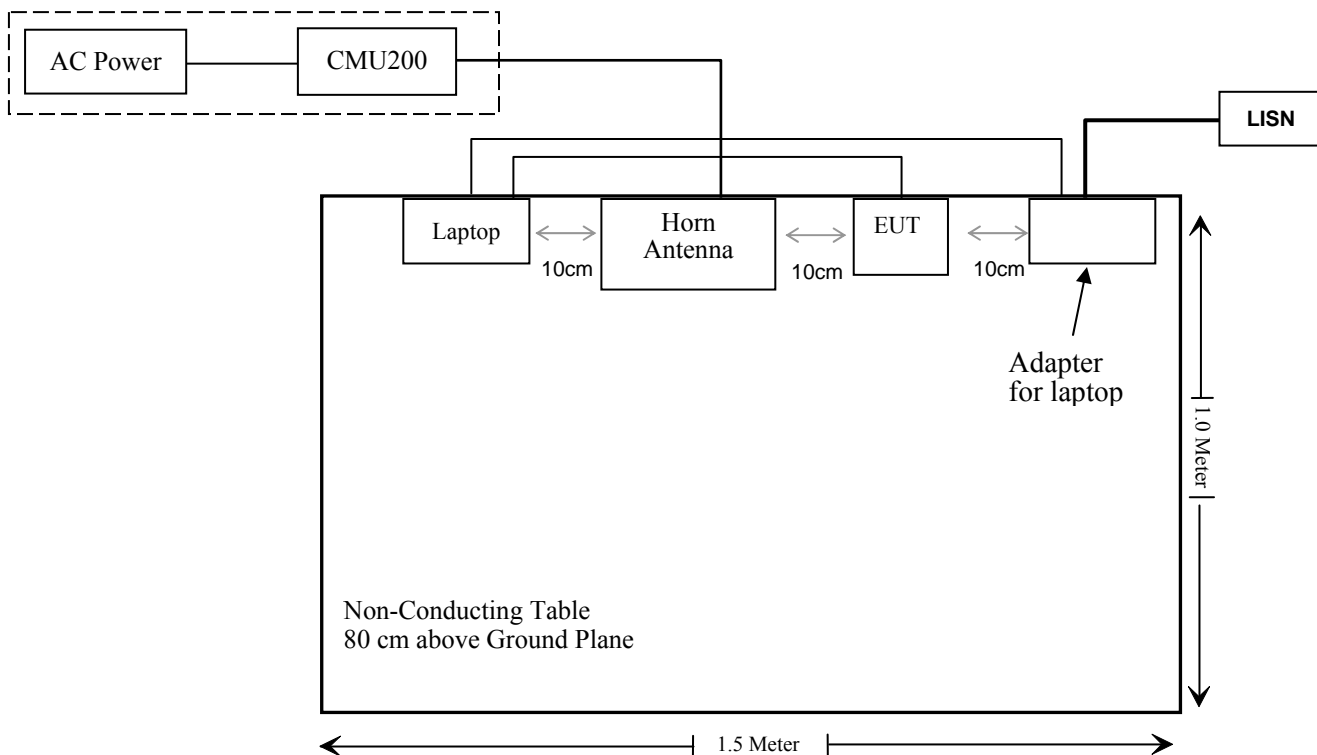 AC Power
CMU200
LISN
Laptop
Horn
Antenna
EUT
10cm
10cm
10cm
Adapter
for laptop
1.0 Meter
Non-Conducting Table
80 cm above Ground Plane
1.5 Meter